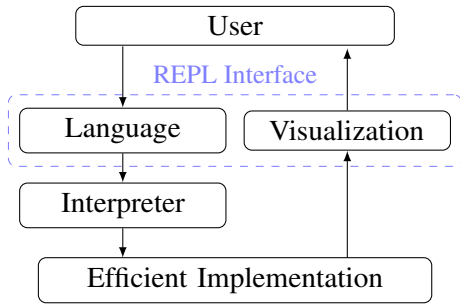 User
REPL Interface
Language
Visualization
Interpreter
Efficient Implementation